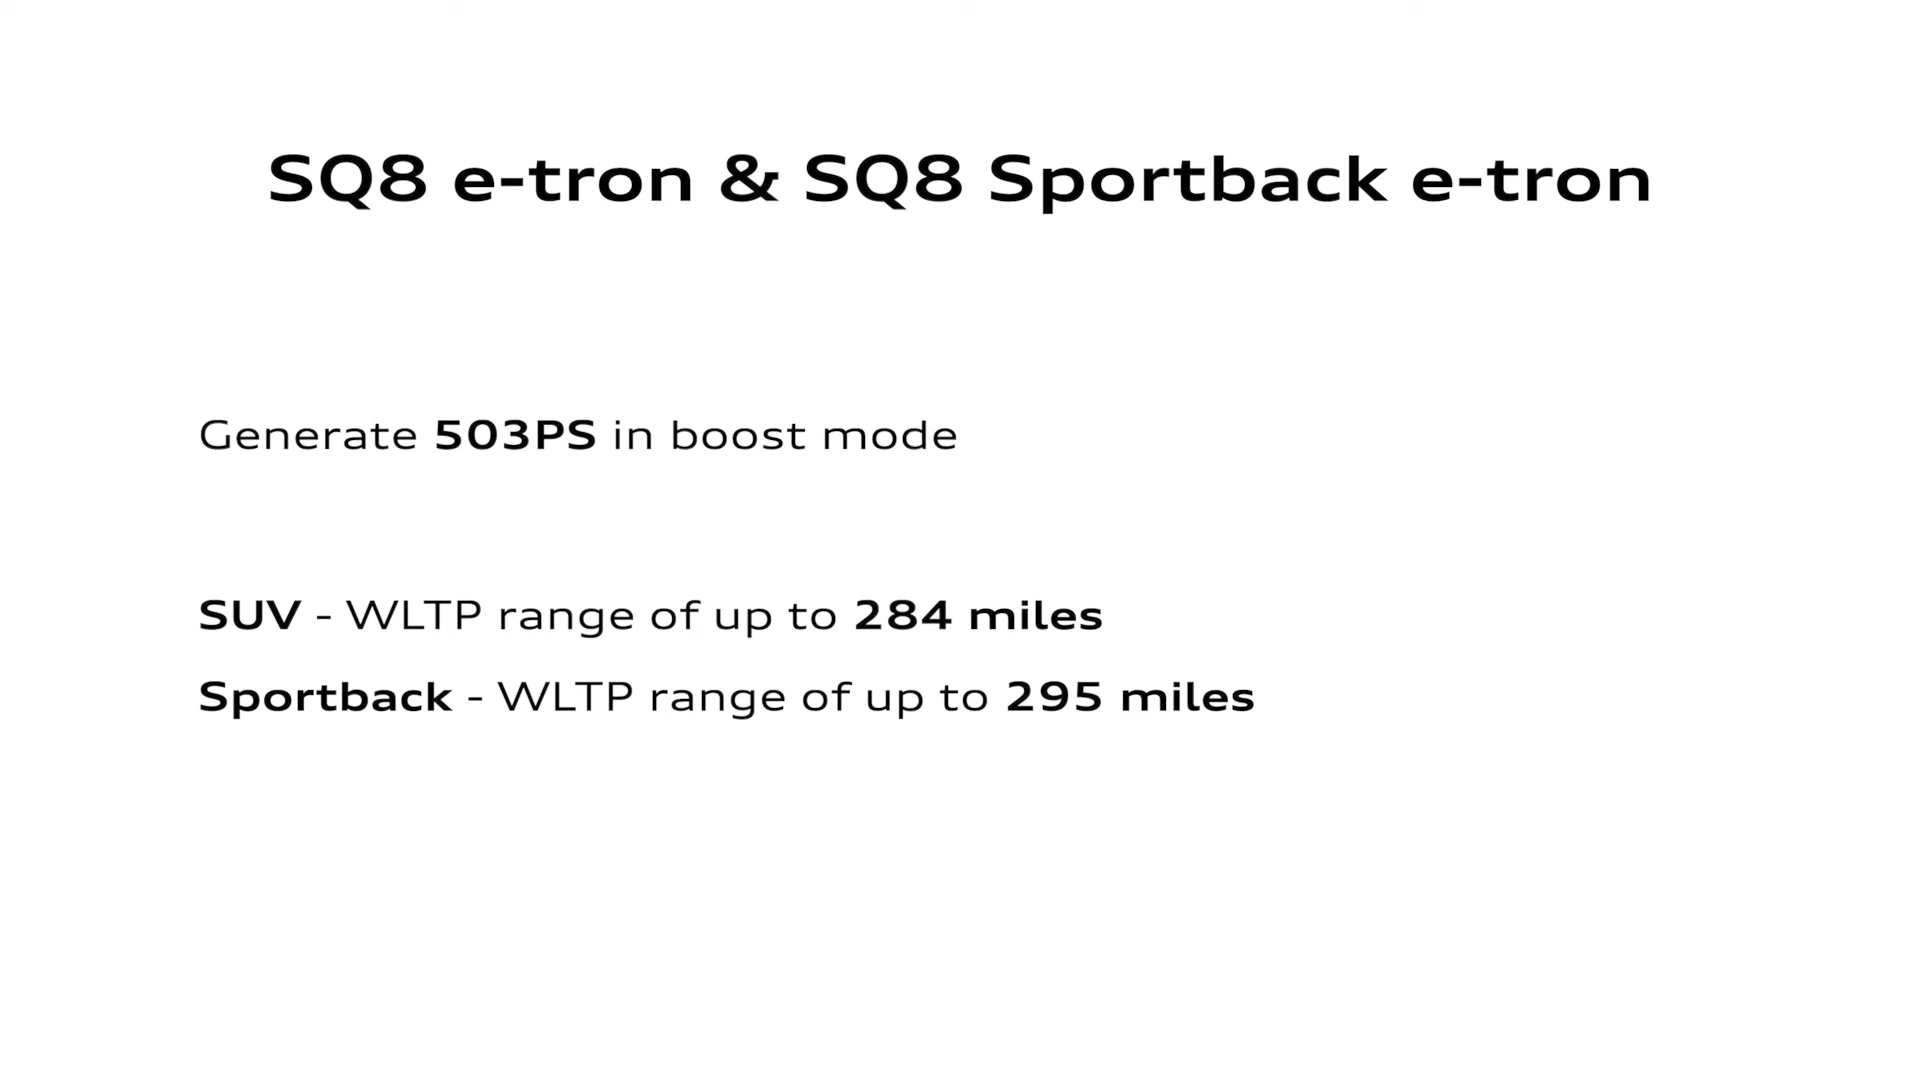 SQ8 e-tron & SQ8 Sportback e-tron
Generate 503PS in boost mode
SUV - WLTP range of up to 284 miles
Sportback - WLTP range of up to 295 miles